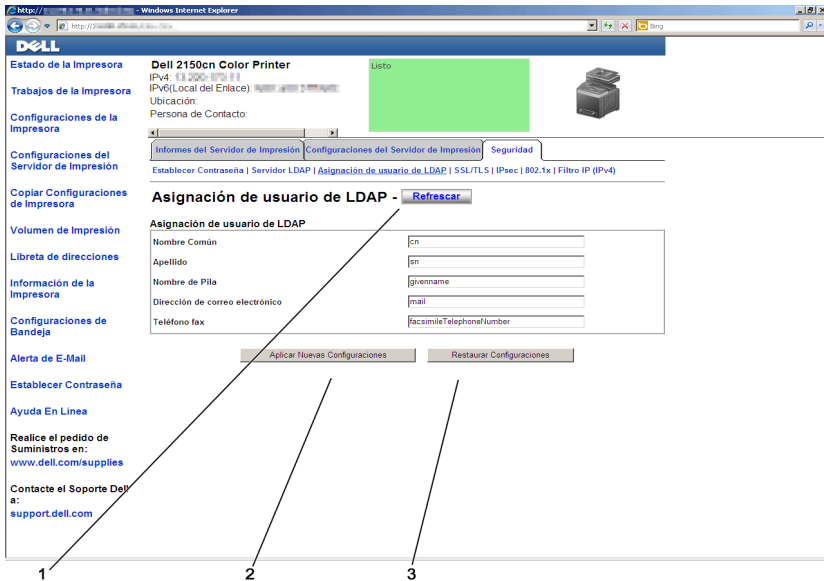 http://
- Windows Internet Explorer
http://
Bing
DELL
Estado de la Impresora
Trabajos de la Impresora
Configuraciones de la
Impresora
Configuraciones del
Servidor de Impresión
Copiar Configuraciones
de Impresora
Volumen de Impresión
Libreta de direcciones
Información de la
Impresora
Configuraciones de
Bandeja
Alerta de E-Mail
Establecer Contraseña
Ayuda En Linea
Realice el pedido de
Suministros en:
www.dell.com/supplies
Contacte el Soporte Dell
a:
support.dell.com
Dell 2150cn Color Printer
IPv4:
IPv6(Local del Enlace):
Ubicación:
Persona de Contacto:
Listo
Informes del Servidor de Impresión
Configuraciones del Servidor de Impresión
Seguridad
Establecer Contraseña | Servidor LDAP | Asignación de usuario de LDAP | SSL/TLS | IPsec | 802.1x | Filtro IP (IPv4)
Asignación de usuario de LDAP - Refrescar
Asignación de usuario de LDAP
Nombre Común cn
Apellido sn
Nombre de Pila givenname
Dirección de correo electrónico mail
Teléfono fax facsimileTelephoneNumber
Aplicar Nuevas Configuraciones
Restaurar Configuraciones
1
2
3